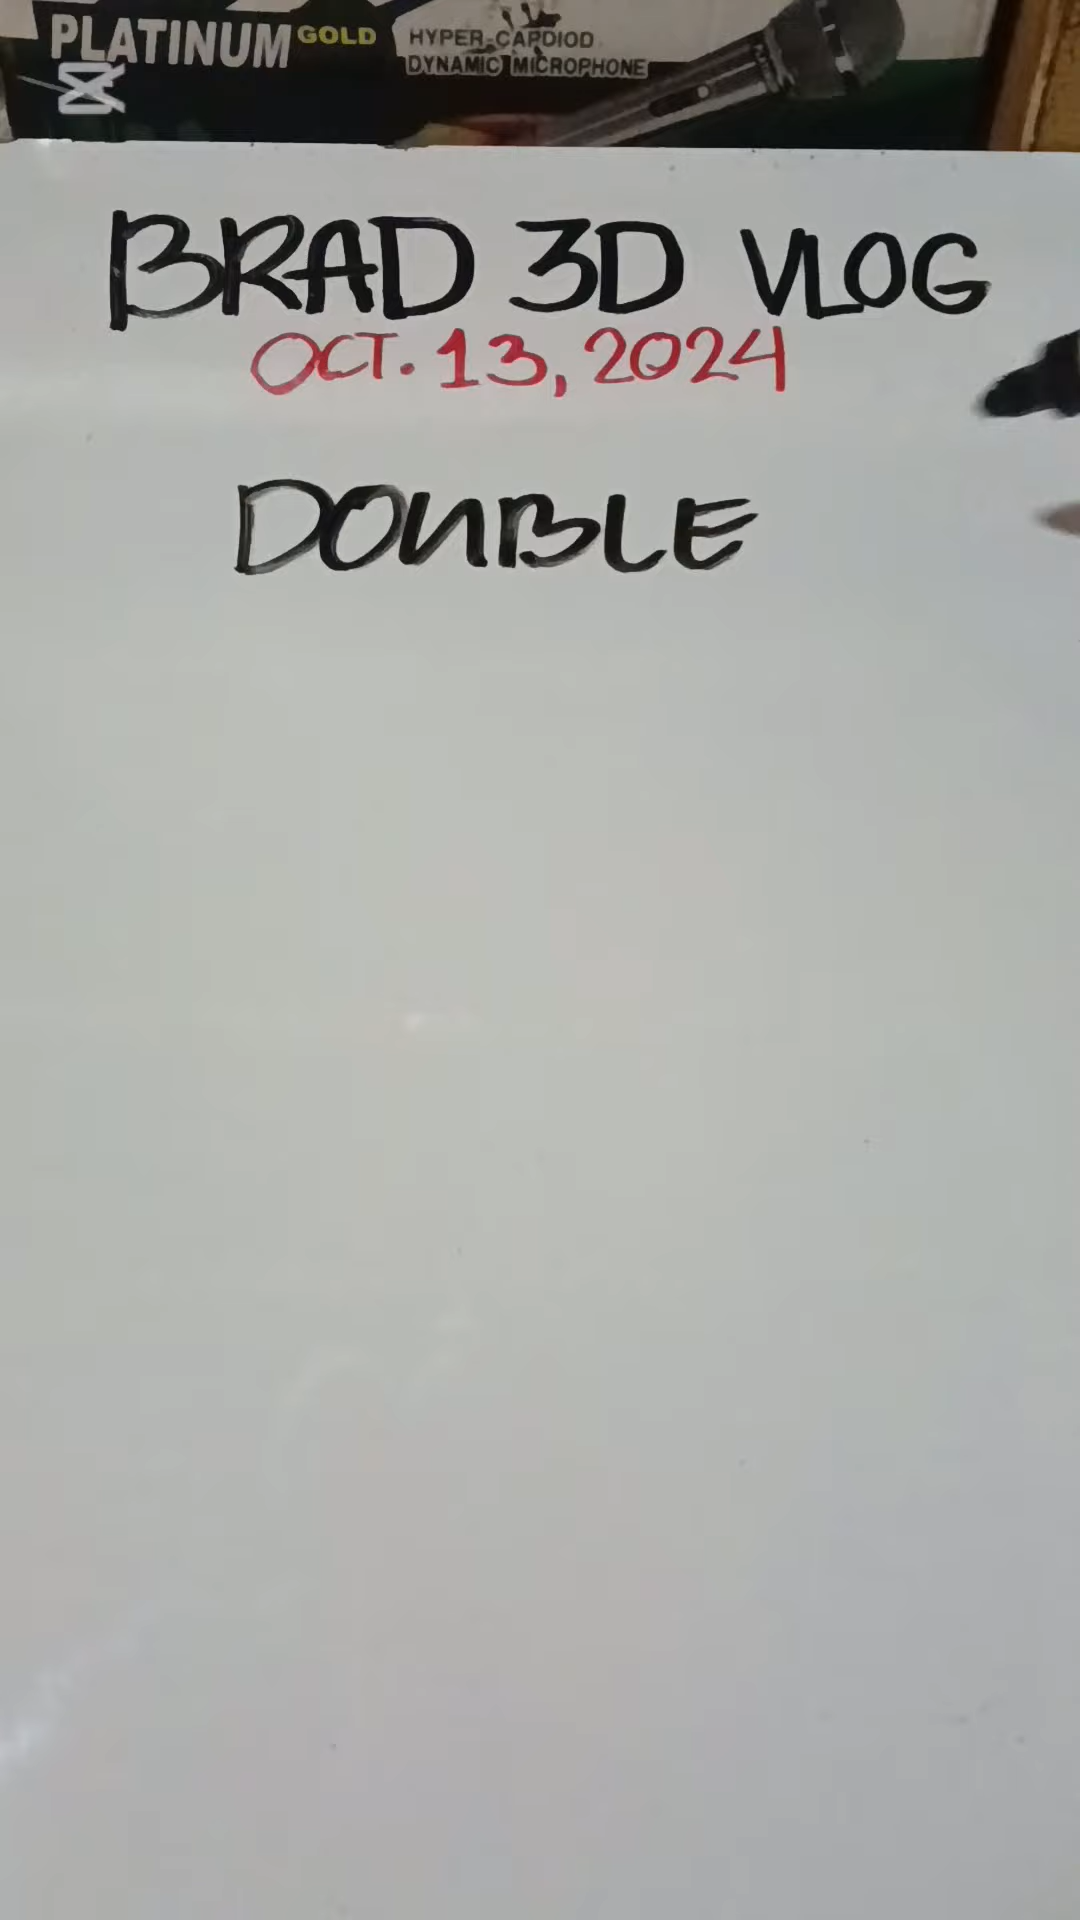 PLATINUM GOLD HYPER-CARDIOD
DYNAMIC MICROPHONE
BRAD 3D VLOG
OCT. 13, 2024
DOUBLE